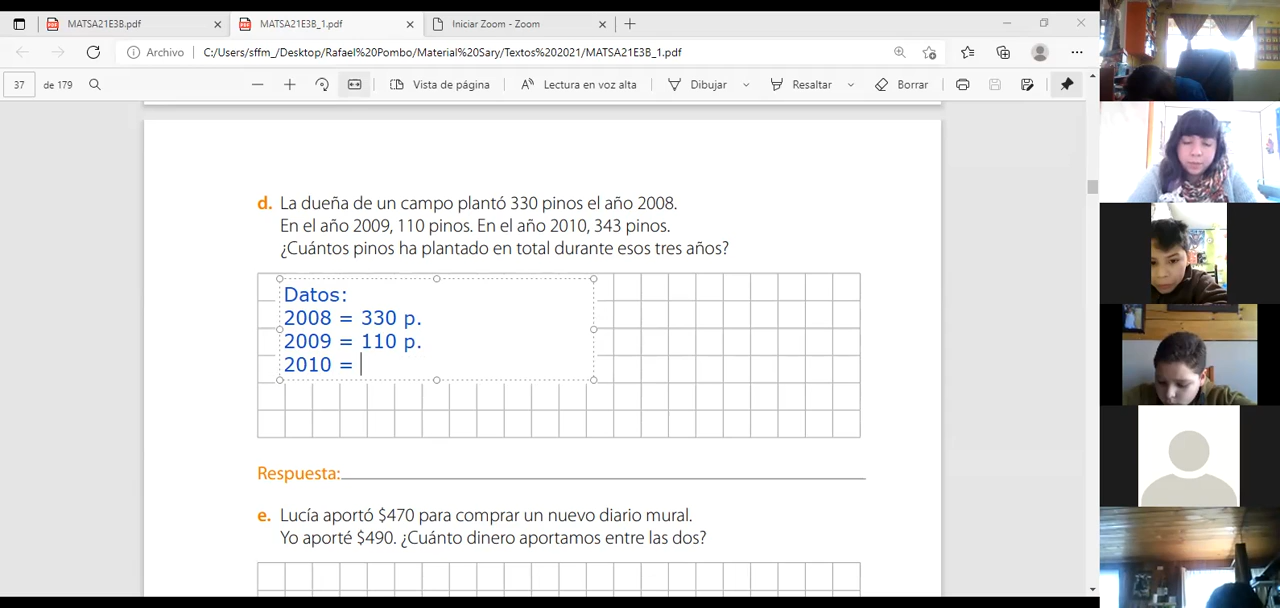 MATSA21E3B.pdf
MATSA21E3B_1.pdf
Iniciar Zoom - Zoom
Archivo
C:/Users/sffm_/Desktop/Rafael%20Pombo/Material%20Sary/Textos%202021/MATSA21E3B_1.pdf
37
de 179
Vista de página
Lectura en voz alta
Dibujar
Resaltar
Borrar
d. La dueña de un campo plantó 330 pinos el año 2008.
En el año 2009, 110 pinos. En el año 2010, 343 pinos.
¿Cuántos pinos ha plantado en total durante esos tres años?
Datos:
2008 = 330 p.
2009 = 110 p.
2010 =
Respuesta:
e. Lucía aportó $470 para comprar un nuevo diario mural.
Yo aporté $490. ¿Cuánto dinero aportamos entre las dos?